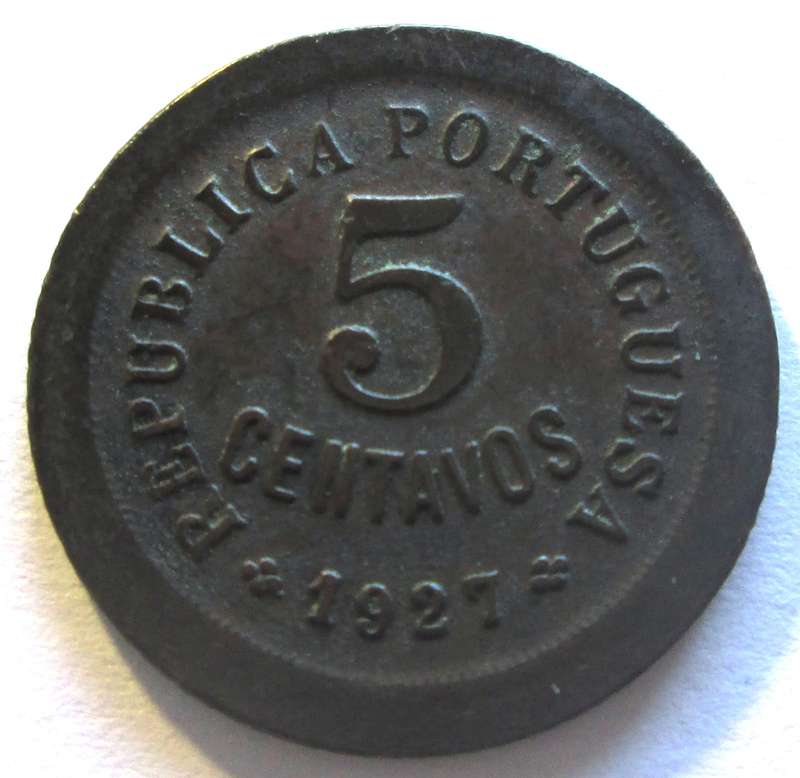 REPUBLICA PORTUGUESA
5
CENTAVOS
1927